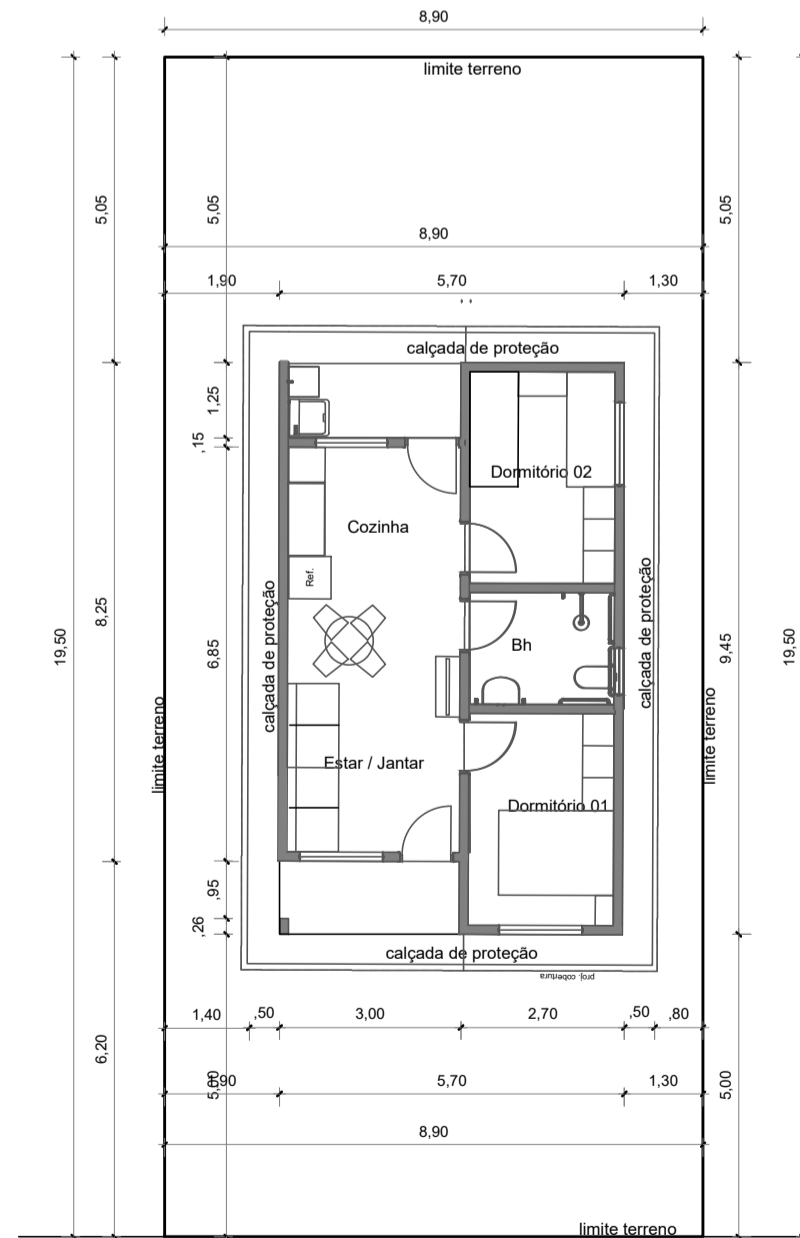 8,90
limite terreno
5,05
5,05
5,05
8,90
1,90
5,70
1,30
calçada de proteção
1,25
,15
Dormitório 02
Cozinha
Ref.
8,25
19,50
6,85
calçada de proteção
Bh
calçada de proteção
9,45
19,50
limite terreno
limite terreno
Estar / Jantar
Dormitório 01
,95
,26
calçada de proteção
proj. cobertura
1,40
,50
3,00
2,70
,50
,80
6,20
5,00
1,90
5,70
1,30
5,00
8,90
limite terreno